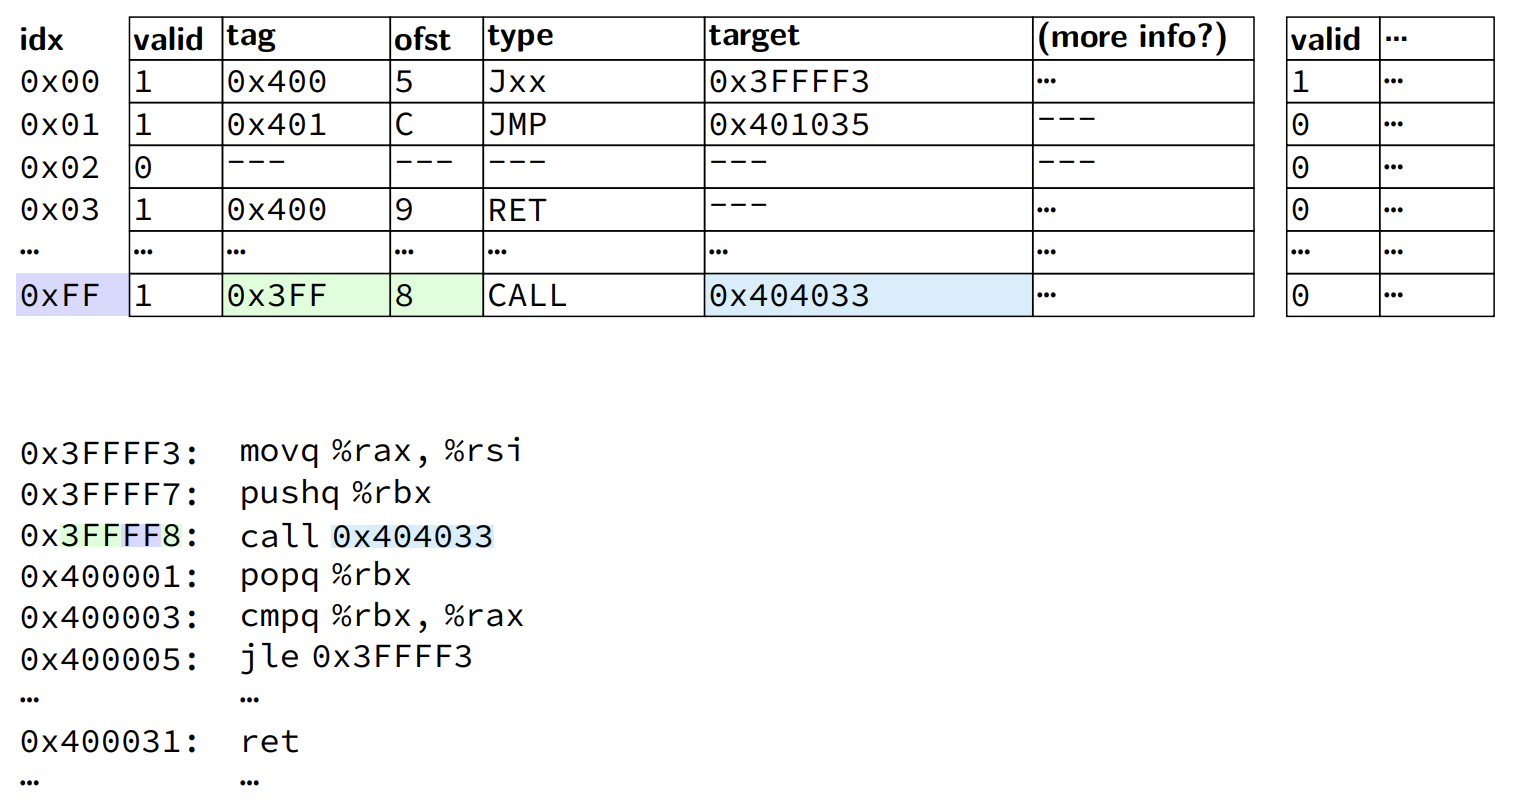 idx valid tag ofst type target (more info?) valid …
0x00 1 0x400 5 Jxx 0x3FFFF3 … 1 …
0x01 1 0x401 C JMP 0x401035 --- 0 …
0x02 0 --- --- --- --- --- 0 …
0x03 1 0x400 9 RET --- … 0 …
… … … … … … … … …
0xFF 1 0x3FF 8 CALL 0x404033 … 0 …
0x3FFFF3: movq %rax, %rsi
0x3FFFF7: pushq %rbx
0x3FFFF8: call 0x404033
0x400001: popq %rbx
0x400003: cmpq %rbx, %rax
0x400005: jle 0x3FFFF3
… …
0x400031: ret
… …